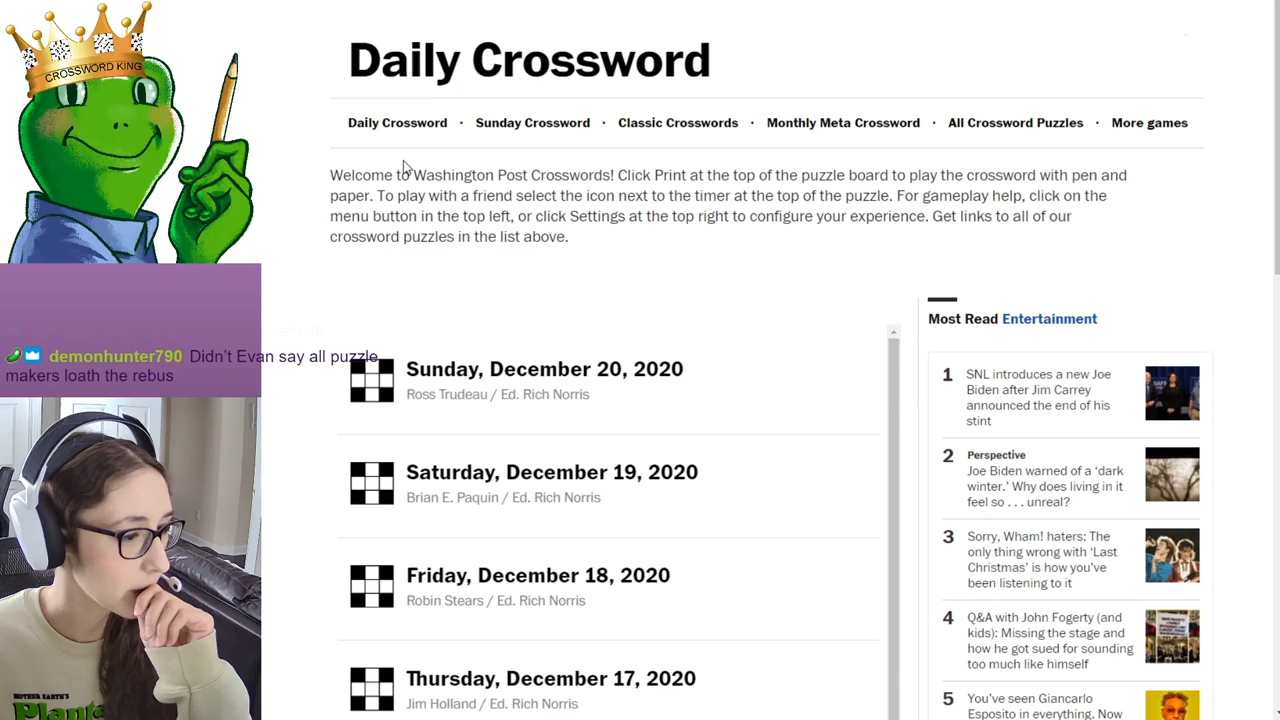 CROSSWORD KING
Daily Crossword
Daily Crossword · Sunday Crossword · Classic Crosswords · Monthly Meta Crossword · All Crossword Puzzles · More games
Welcome to Washington Post Crosswords! Click Print at the top of the puzzle board to play the crossword with pen and
paper. To play with a friend select the icon next to the timer at the top of the puzzle. For gameplay help, click on the
menu button in the top left, or click Settings at the top right to configure your experience. Get links to all of our
crossword puzzles in the list above.
refresh
demonhunter790 Didn't Evan say all puzzle
makers loath the rebus
Sunday, December 20, 2020
Ross Trudeau / Ed. Rich Norris
Saturday, December 19, 2020
Brian E. Paquin / Ed. Rich Norris
Friday, December 18, 2020
Robin Stears / Ed. Rich Norris
Thursday, December 17, 2020
Jim Holland / Ed. Rich Norris
Most Read Entertainment
1 SNL introduces a new Joe
Biden after Jim Carrey
announced the end of his
stint
2 Perspective
Joe Biden warned of a 'dark
winter.' Why does living in it
feel so . . . unreal?
3 Sorry, Wham! haters: The
only thing wrong with 'Last
Christmas' is how you've
been listening to it
4 Q&A with John Fogerty (and
kids): Missing the stage and
how he got sued for sounding
too much like himself
5 You've seen Giancarlo
Esposito in everything. Now
MOTHER EARTH'S
Plant